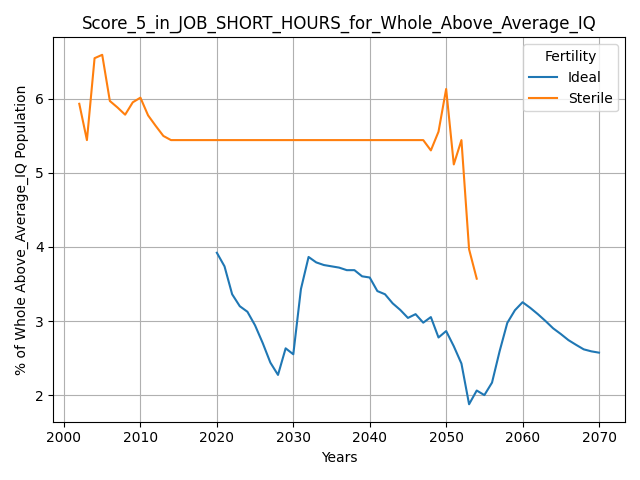 Score_5_in_JOB_SHORT_HOURS_for_Whole_Above_Average_IQ
% of Whole Above_Average_IQ Population
6
5
4
3
2
Fertility
Ideal
Sterile
2000 2010 2020 2030 2040 2050 2060 2070
Years